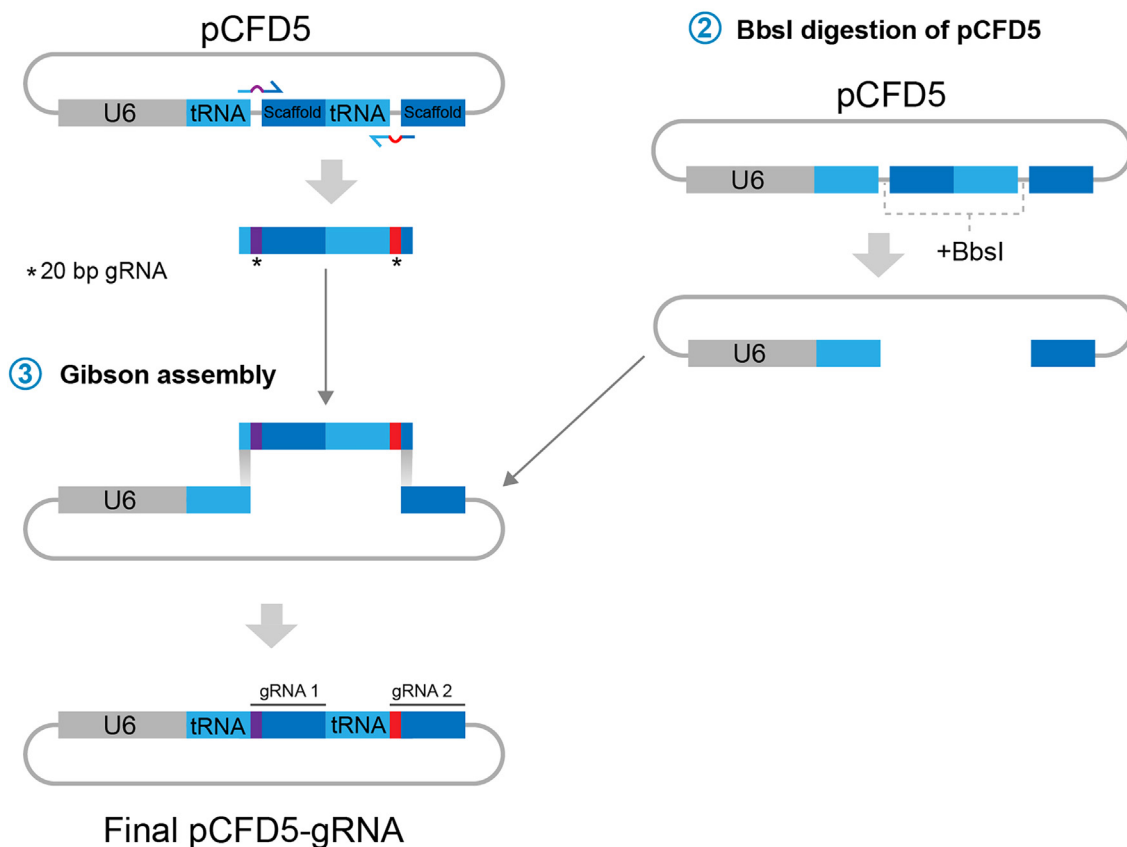 pCFD5
U6 tRNA Scaffold tRNA Scaffold
* *
*20 bp gRNA
② BbsI digestion of pCFD5
pCFD5
U6
+BbsI
U6
③ Gibson assembly
U6
gRNA 1 gRNA 2
U6 tRNA tRNA
Final pCFD5-gRNA